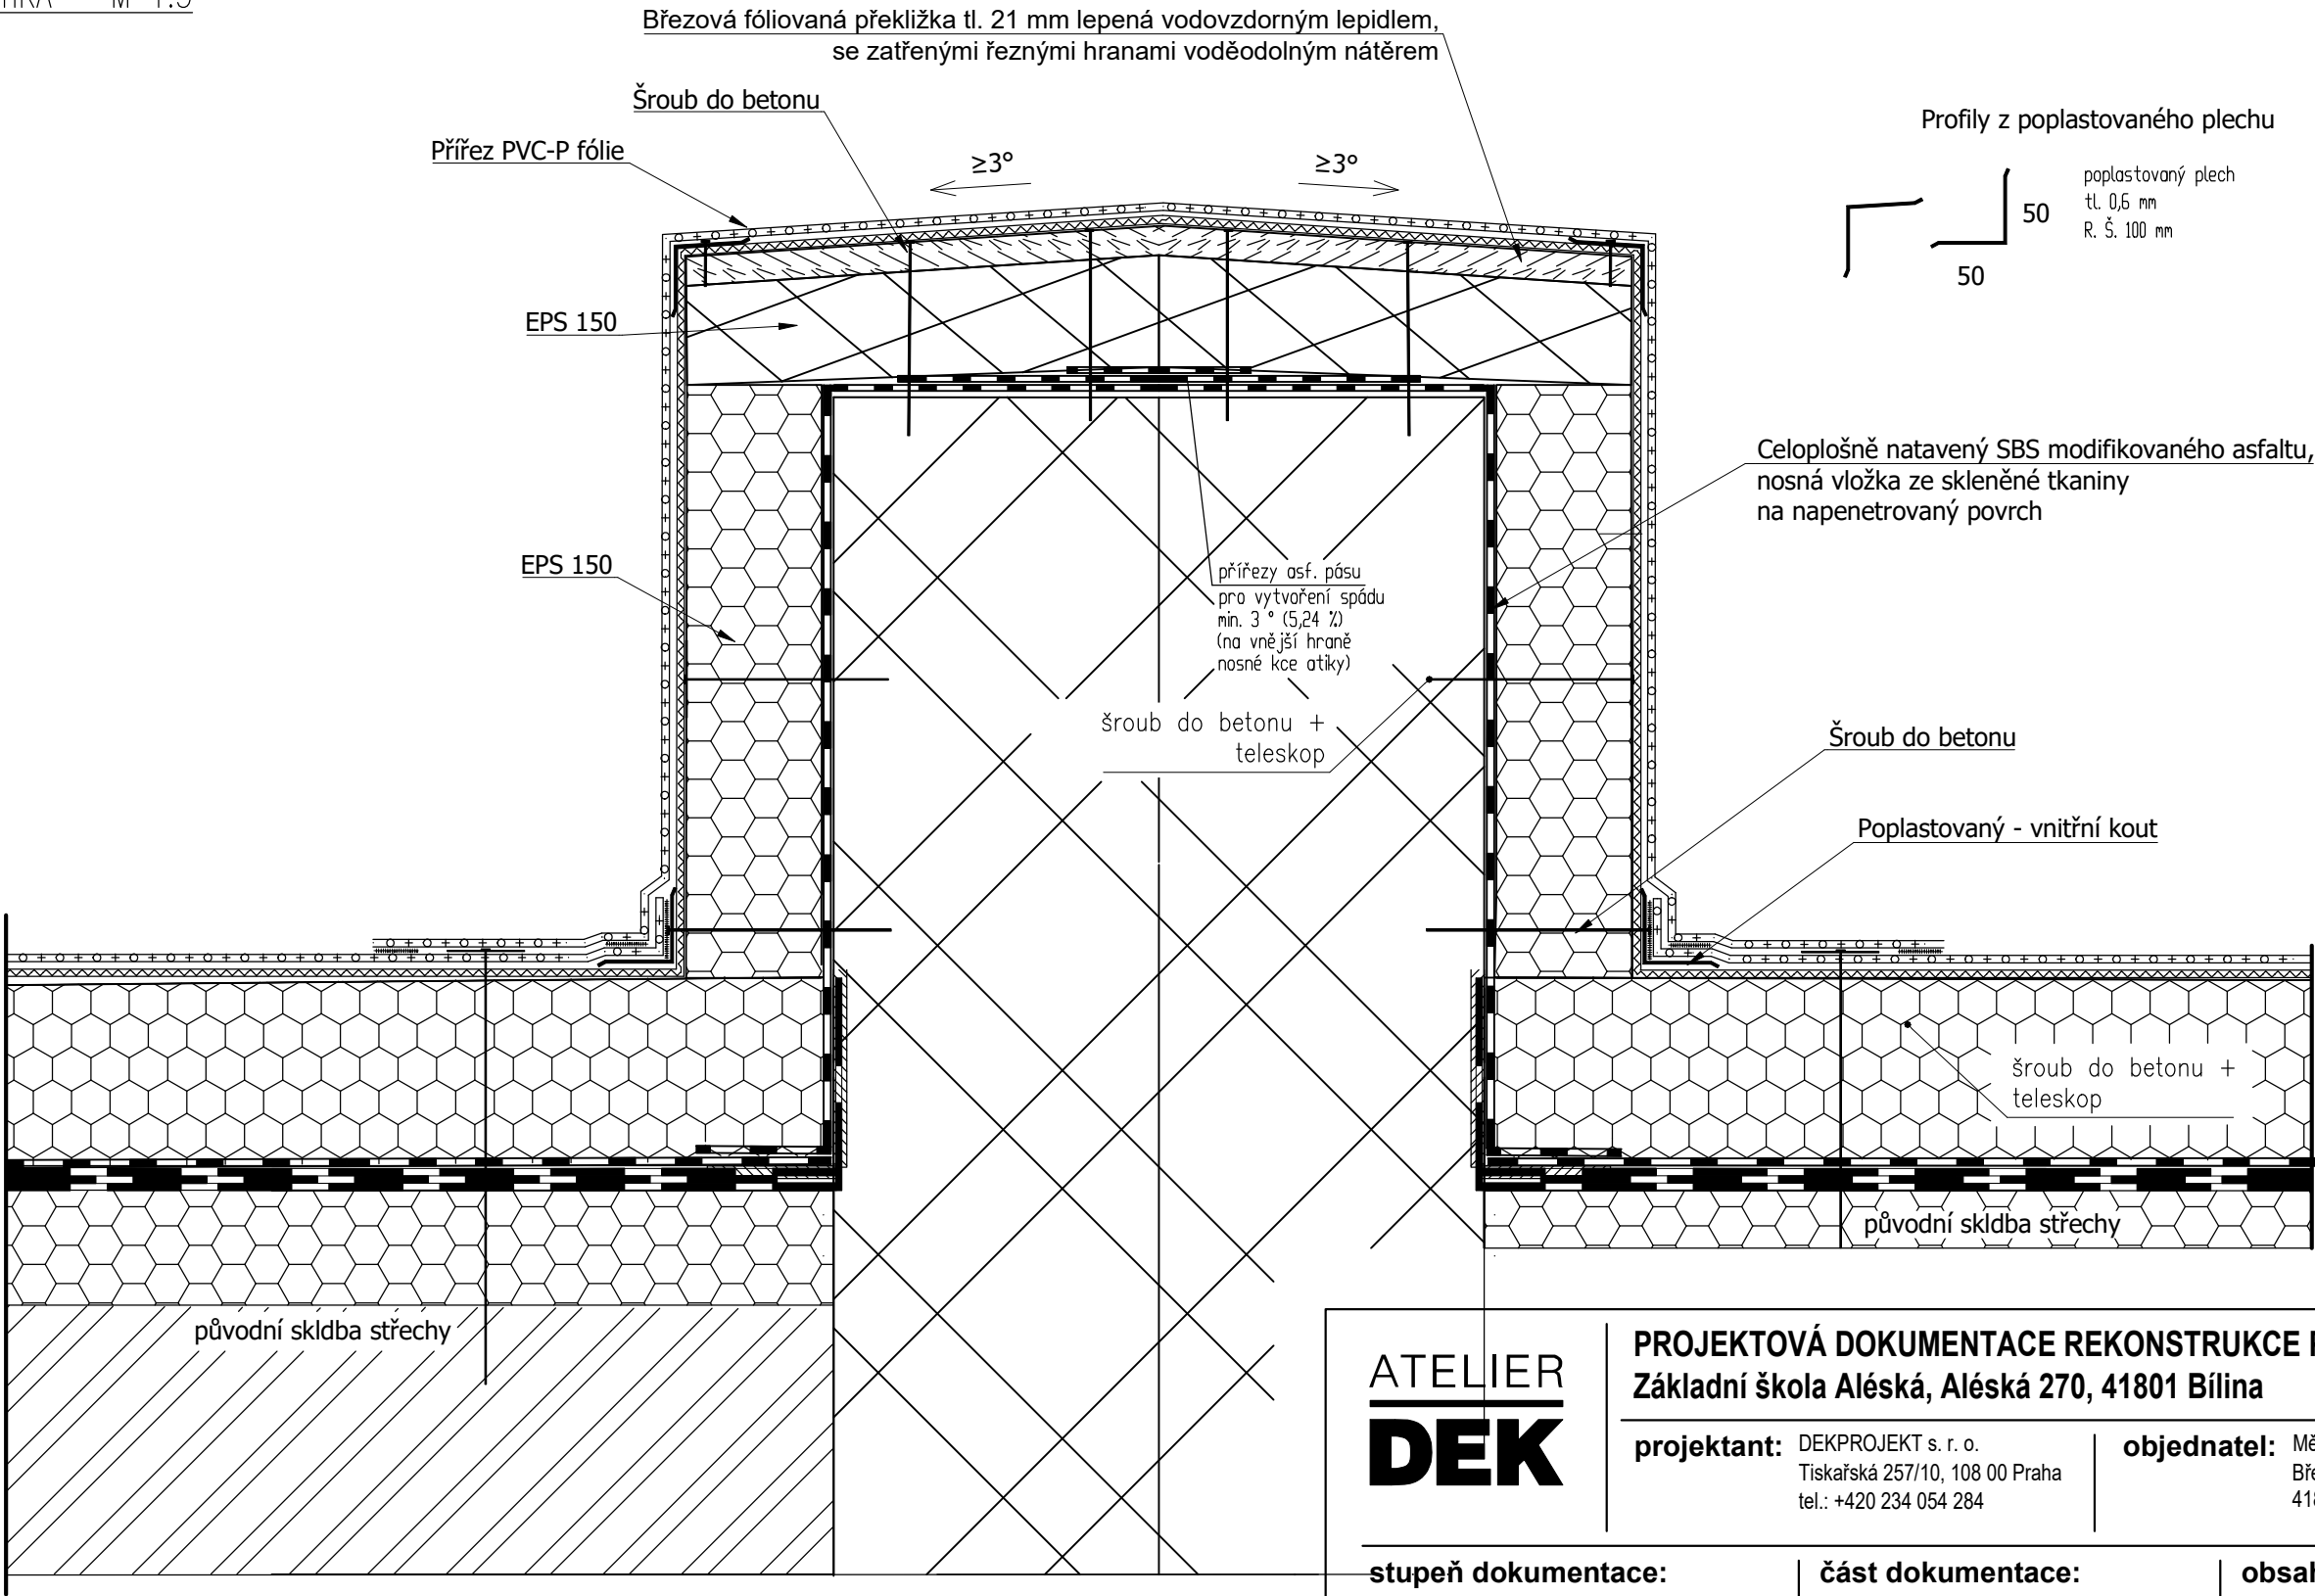 M 1:5
Březová fóliovaná překližka tl. 21 mm lepená vodovzdorným lepidlem,
se zatřenými řeznými hranami voděodolným nátěrem
Šroub do betonu
Přířez PVC-P fólie
≥3°
≥3°
Profily z poplastovaného plechu
poplastovaný plech
tl. 0,6 mm
R. Š. 100 mm
50
50
EPS 150
Celoplošně natavený SBS modifikovaného asfaltu,
nosná vložka ze skleněné tkaniny
na napenetrovaný povrch
EPS 150
přířezy asf. pásu
pro vytvoření spádu
min. 3 ° (5,24 %)
(na vnější hraně
nosné kce atiky)
šroub do betonu +
teleskop
Šroub do betonu
Poplastovaný - vnitřní kout
šroub do betonu +
teleskop
původní skldba střechy
původní skldba střechy
ATELIER
DEK
PROJEKTOVÁ DOKUMENTACE REKONSTRUKCE
Základní škola Aléská, Aléská 270, 41801 Bílina
projektant: DEKPROJEKT s. r. o.
Tiskařská 257/10, 108 00 Praha
tel.: +420 234 054 284
objednatel:
stupeň dokumentace:
část dokumentace: